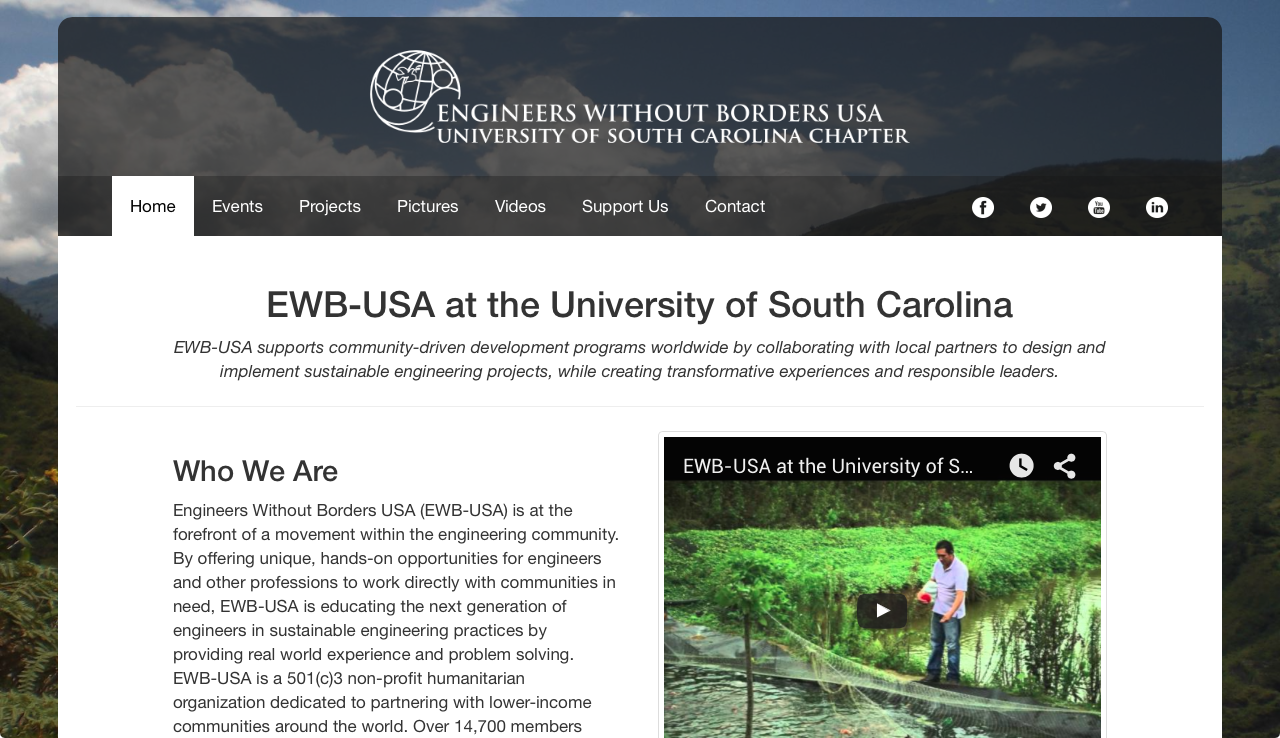 ENGINEERS WITHOUT BORDERS USA
UNIVERSITY OF SOUTH CAROLINA CHAPTER
Home Events Projects Pictures Videos Support Us Contact
You
Tube
in
EWB-USA at the University of South Carolina
EWB-USA supports community-driven development programs worldwide by collaborating with local partners to design and
implement sustainable engineering projects, while creating transformative experiences and responsible leaders.
Who We Are
Engineers Without Borders USA (EWB-USA) is at the
forefront of a movement within the engineering community.
By offering unique, hands-on opportunities for engineers
and other professions to work directly with communities in
need, EWB-USA is educating the next generation of
engineers in sustainable engineering practices by
providing real world experience and problem solving.
EWB-USA is a 501(c)3 non-profit humanitarian
organization dedicated to partnering with lower-income
communities around the world. Over 14,700 members
EWB-USA at the University of S...